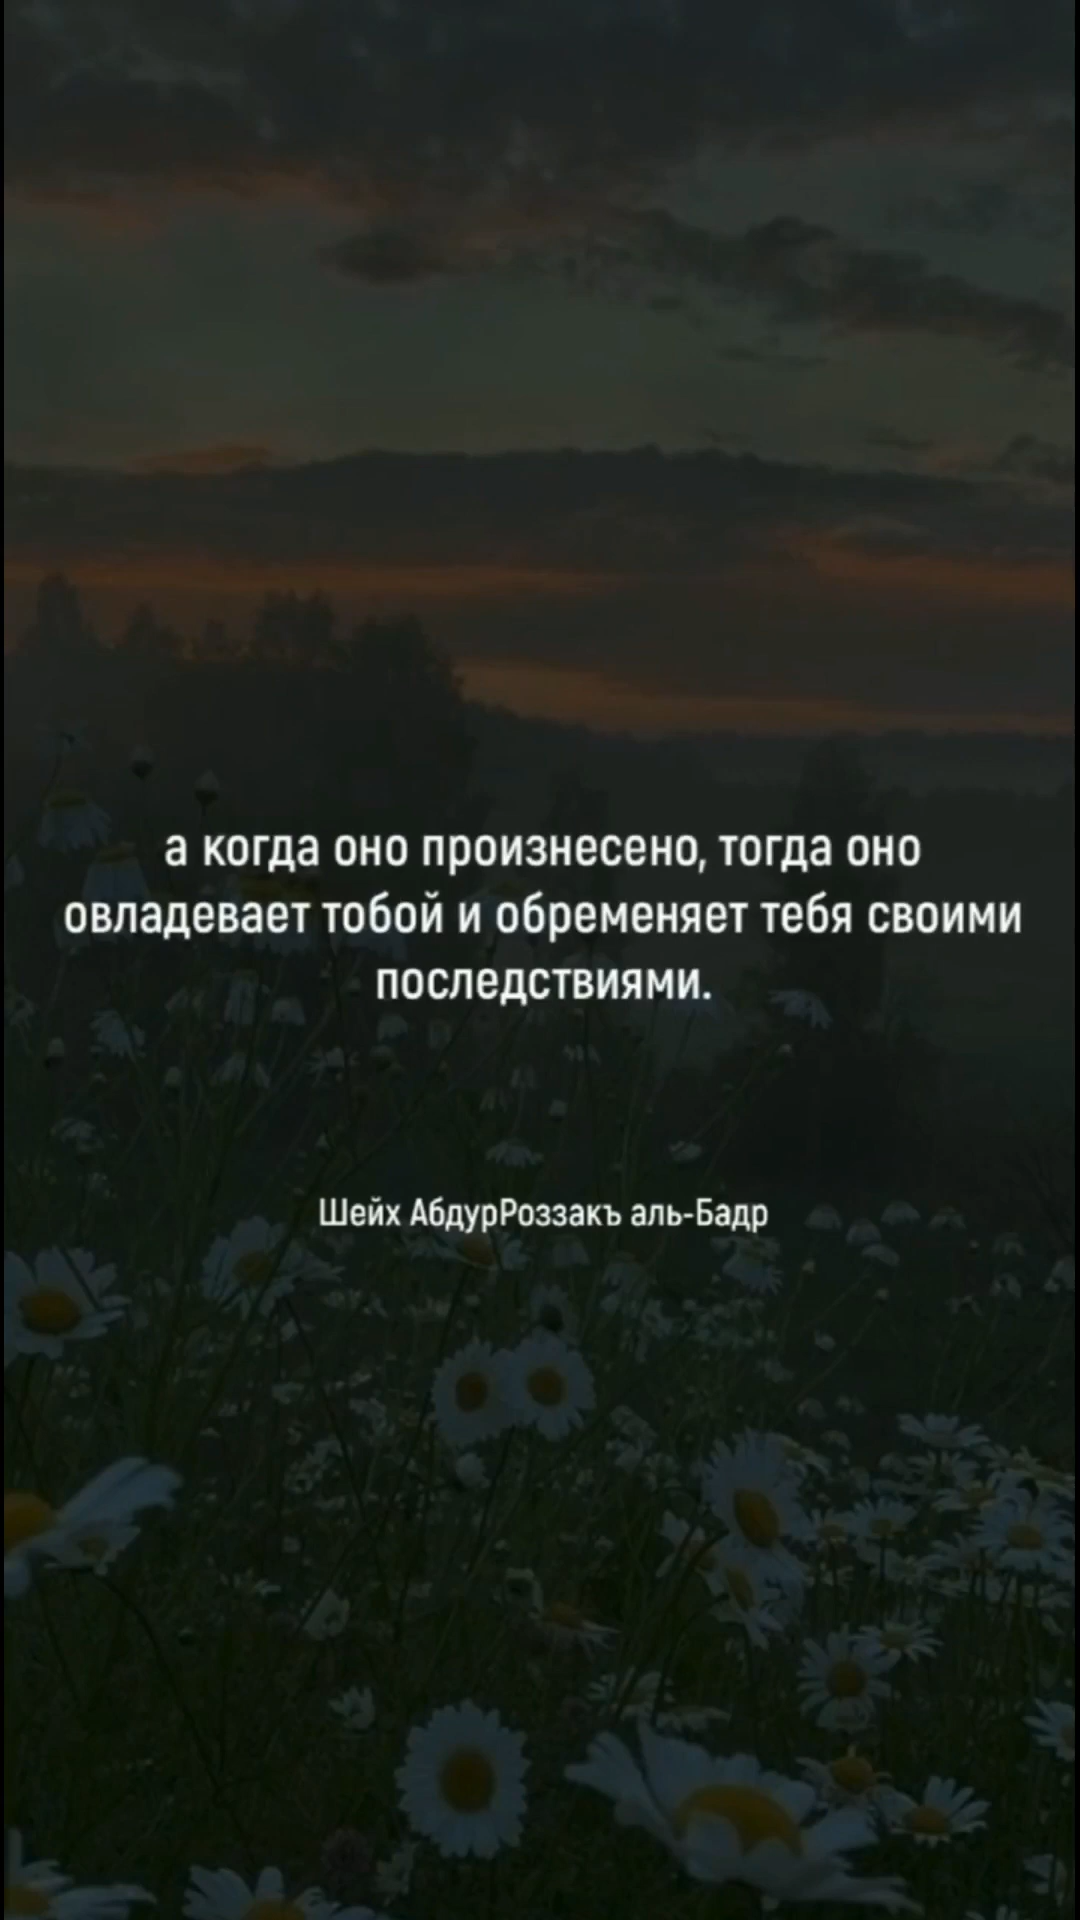 а когда оно произнесено, тогда оно
овладевает тобой и обременяет тебя своими
последствиями.
Шейх АбдурРоззакъ аль-Бадр